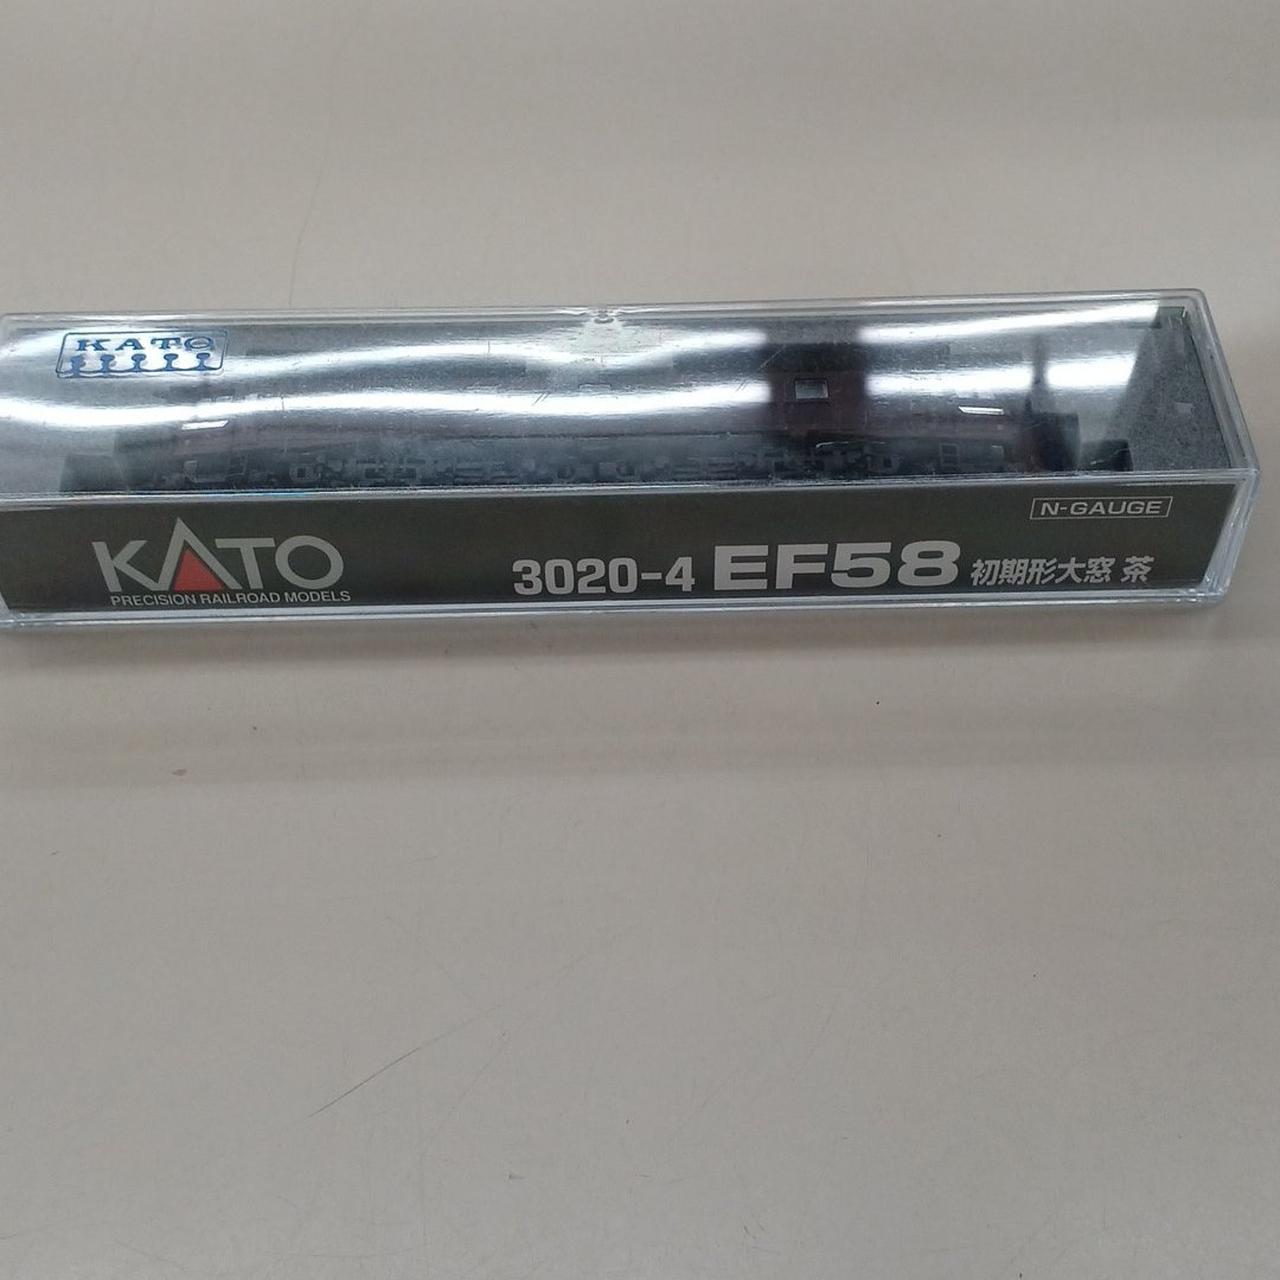 KATO
N-GAUGE
KATO
PRECISION RAILROAD MODELS
3020-4 EF58 初期形大窓 茶